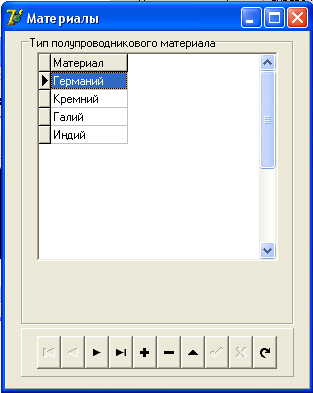 Материалы
Тип полупроводникового материала
Материал
Германий
Кремний
Галий
Индий